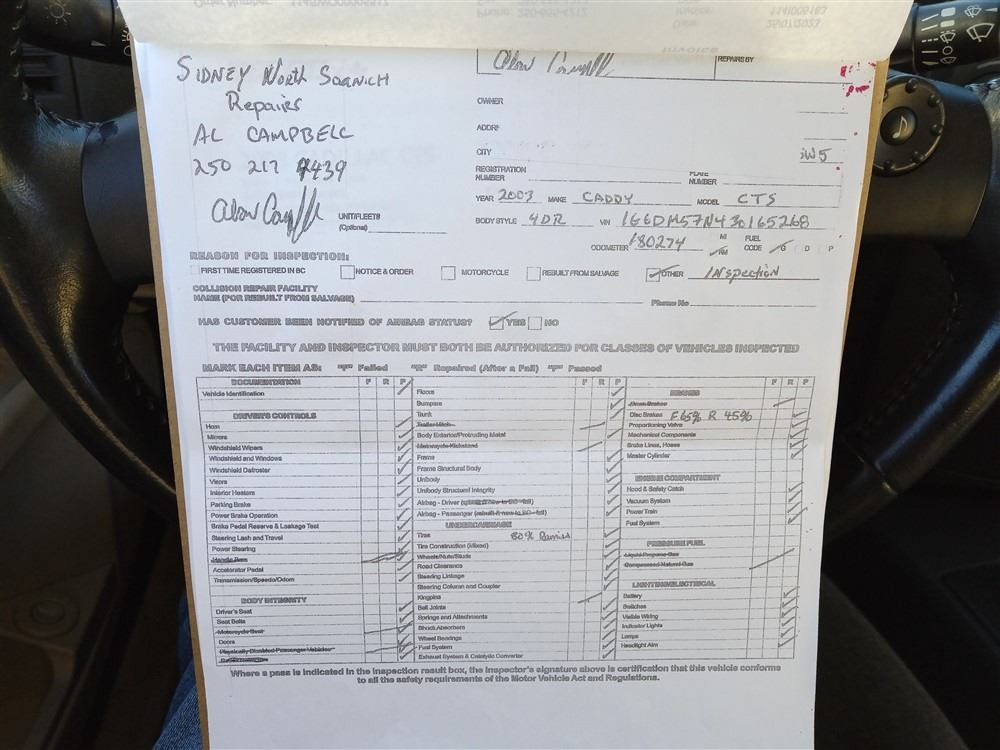 SIDNEY North Saanich
Repairs
AL CAMPBELL
250 217 7439
UNIT/FLEET#
(Optional)
REPAIRS BY
OWNER
ADDR
CITY
REGISTRATION
NUMBER
PLATE
NUMBER
YEAR 2003 MAKE CADDY MODEL CTS
BODY STYLE 4DR VIN 1G6DM57N430165268
ODOMETER 180274 MI KM FUEL CODE G D P
REASON FOR INSPECTION:
FIRST TIME REGISTERED IN BC NOTICE & ORDER MOTORCYCLE REBUILT FROM SALVAGE OTHER Inspection
COLLISION REPAIR FACILITY
NAME (FOR REBUILT FROM SALVAGE) Phone No
HAS CUSTOMER BEEN NOTIFIED OF AIRBAG STATUS? YES NO
THE FACILITY AND INSPECTOR MUST BOTH BE AUTHORIZED FOR CLASSES OF VEHICLES INSPECTED
MARK EACH ITEM AS: "F" Failed "R" Repaired (After a Fail) "P" Passed
DOCUMENTATION F R P
Vehicle Identification
DRIVER'S CONTROLS
Horn
Mirrors
Windshield Wipers
Windshield and Windows
Windshield Defroster
Visors
Interior Heaters
Parking Brake
Power Brake Operation
Brake Pedal Reserve & Leakage Test
Steering Lash and Travel
Power Steering
Handle Bars
Accelerator Pedal
Transmission/Speedo/Odom
BODY INTEGRITY
Driver's Seat
Seat Belts
Motorcycle Seat
Doors
Physically Disabled Passenger Vehicles
F R P
Floors
Bumpers
Trunk
Trailer Hitch
Body Exterior/Protruding Metal
Motorcycle Kickstand
Frame
Frame Structural Body
Unibody
Unibody Structural Integrity
Airbag - Driver
Airbag - Passenger
UNDERCARRIAGE
Tires 80%
Tire Construction (Mixed)
Wheels/Nuts/Studs
Road Clearance
Steering Linkage
Steering Column and Coupler
Kingpins
Ball Joints
Springs and Attachments
Shock Absorbers
Wheel Bearings
Fuel System
Exhaust System & Catalytic Converter
BRAKES F R P
Drum Brakes
Disc Brakes F 65% R 45%
Proportioning Valve
Mechanical Components
Brake Lines, Hoses
Master Cylinder
ENGINE COMPARTMENT
Hood & Safety Catch
Vacuum System
Power Train
Fuel System
PRESSURE FUEL
Liquid Propane Gas
Compressed Natural Gas
LIGHTING/ELECTRICAL
Battery
Switches
Visible Wiring
Indicator Lights
Lamps
Headlight Aim
Where a pass is indicated in the inspection result box, the inspector's signature above is certification that this vehicle conforms
to all the safety requirements of the Motor Vehicle Act and Regulations.